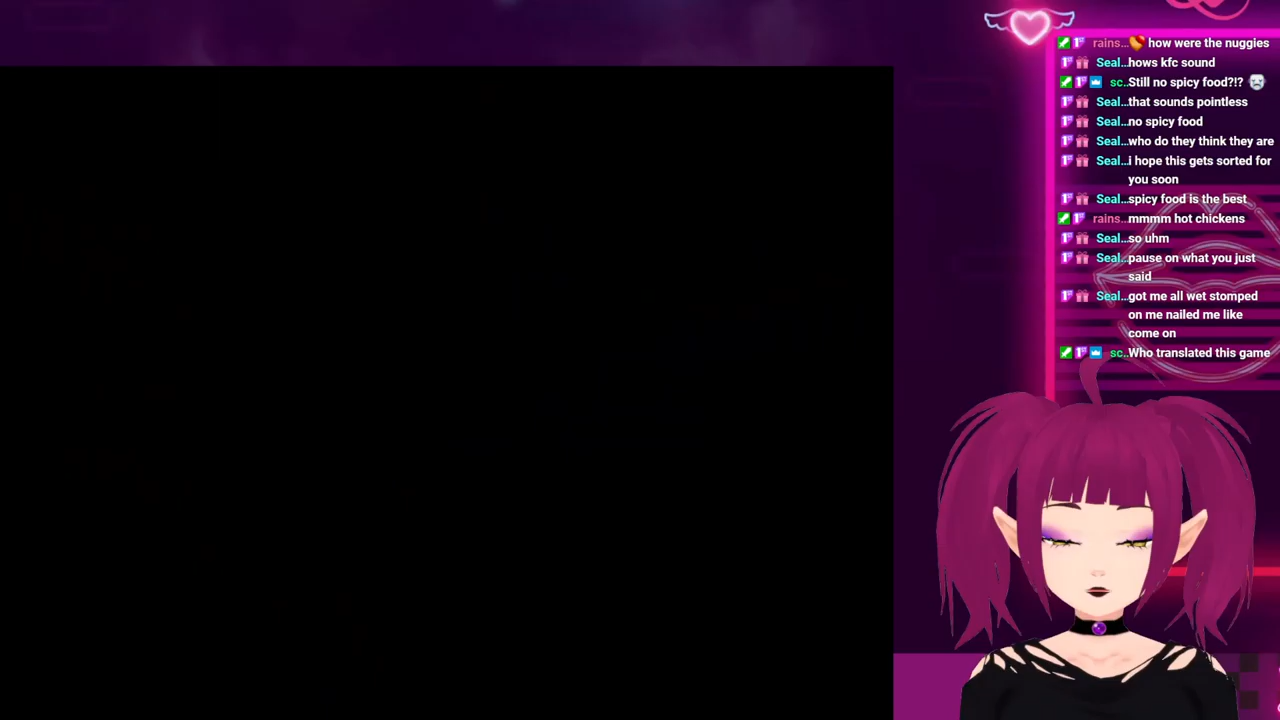 rains... how were the nuggies
Seal...hows kfc sound
sc..Still no spicy food?!?
Seal...that sounds pointless
Seal...no spicy food
Seal...who do they think they are
Seal...i hope this gets sorted for
you soon
Seal...spicy food is the best
rains...mmmm hot chickens
Seal...so uhm
Seal...pause on what you just
said
Seal...got me all wet stomped
on me nailed me like
come on
sc..Who translated this game